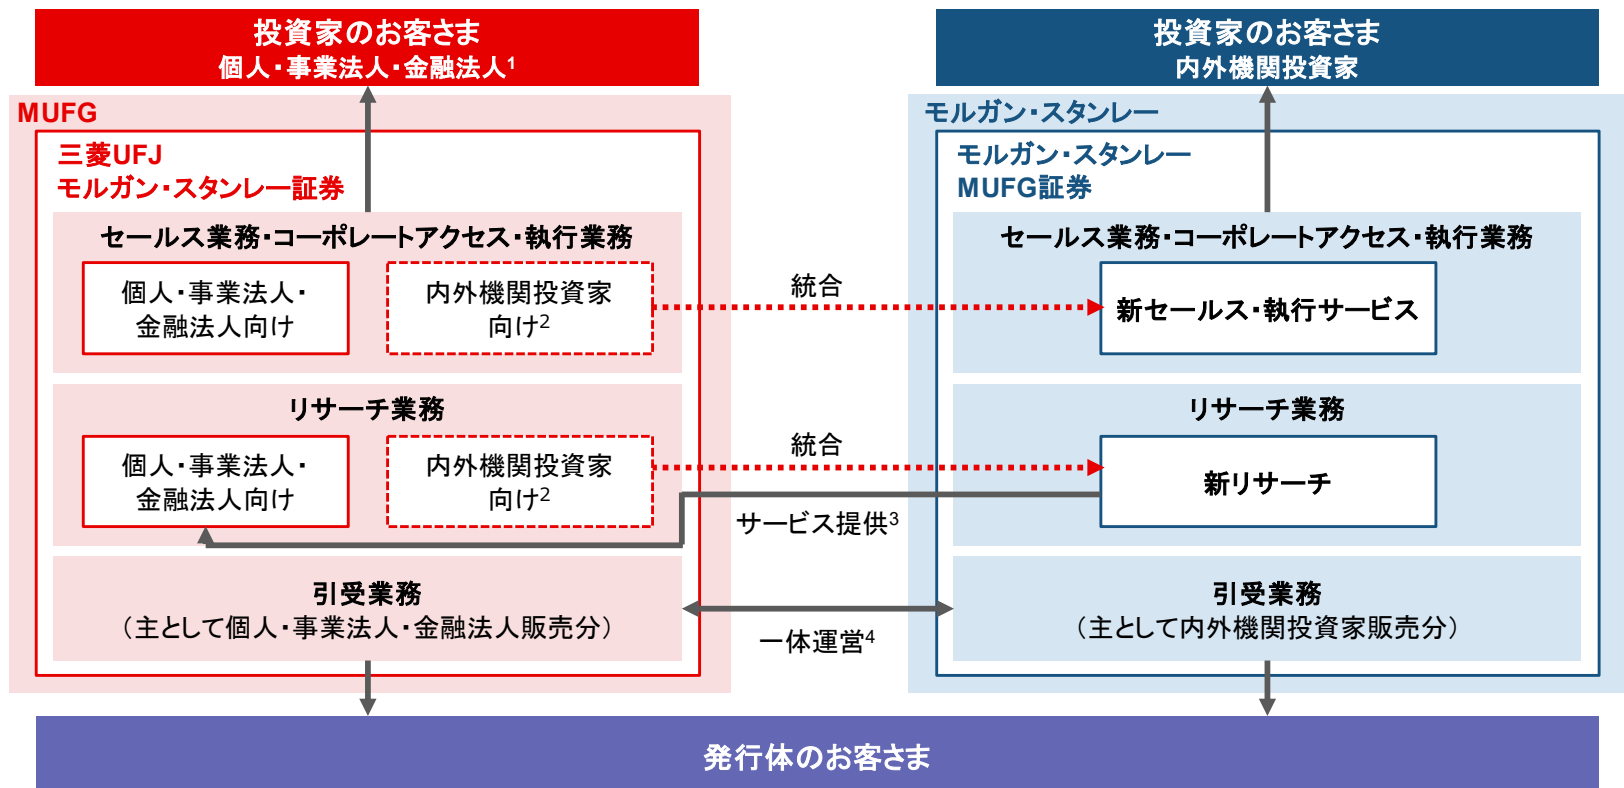 投資家のお客さま
個人・事業法人・金融法人1
MUFG
三菱UFJ
モルガン・スタンレー証券
セールス業務・コーポレートアクセス・執行業務
個人・事業法人・
金融法人向け
内外機関投資家
向け2
リサーチ業務
個人・事業法人・
金融法人向け
内外機関投資家
向け2
引受業務
（主として個人・事業法人・金融法人販売分）
統合
統合
サービス提供3
一体運営4
投資家のお客さま
内外機関投資家
モルガン・スタンレー
モルガン・スタンレー
MUFG証券
セールス業務・コーポレートアクセス・執行業務
新セールス・執行サービス
リサーチ業務
新リサーチ
引受業務
（主として内外機関投資家販売分）
発行体のお客さま